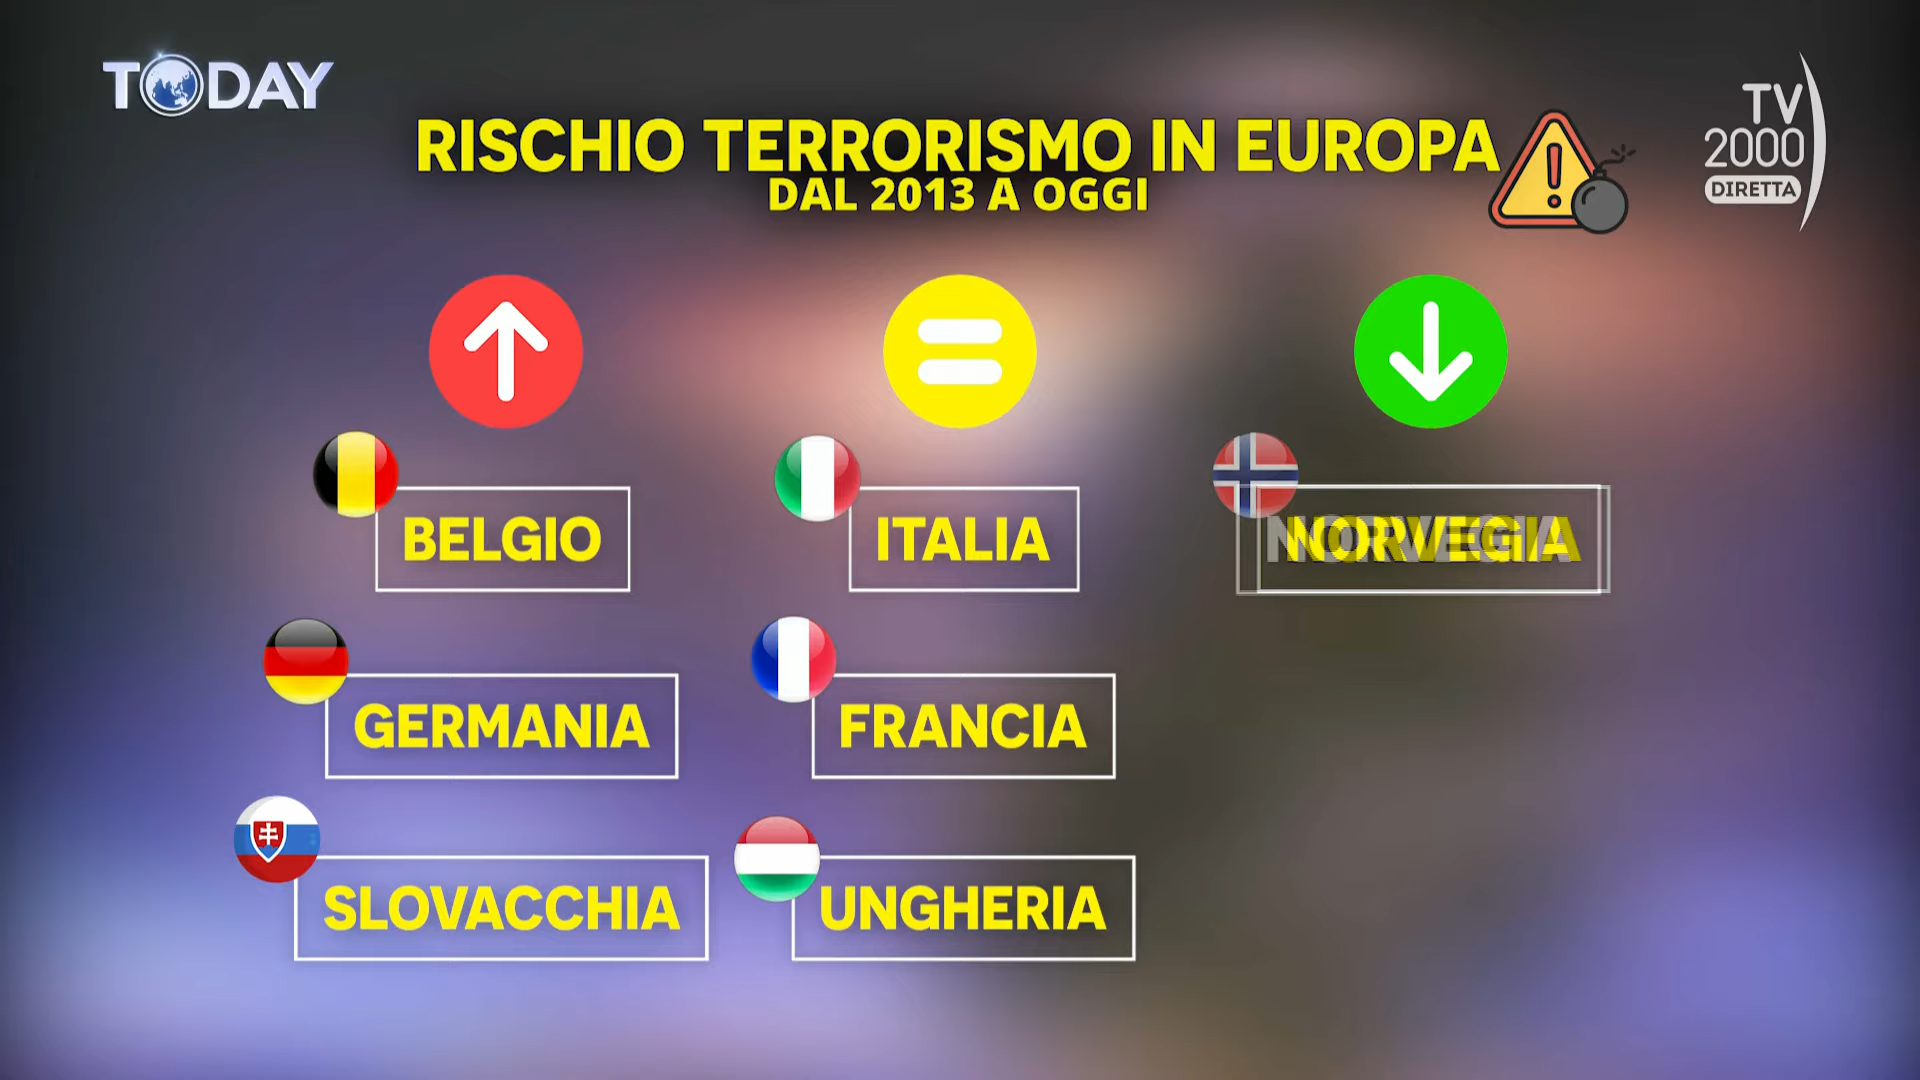 TODAY
RISCHIO TERRORISMO IN EUROPA
DAL 2013 A OGGI
TV
2000
DIRETTA
BELGIO
ITALIA
NORVEGIA
GERMANIA
FRANCIA
SLOVACCHIA
UNGHERIA